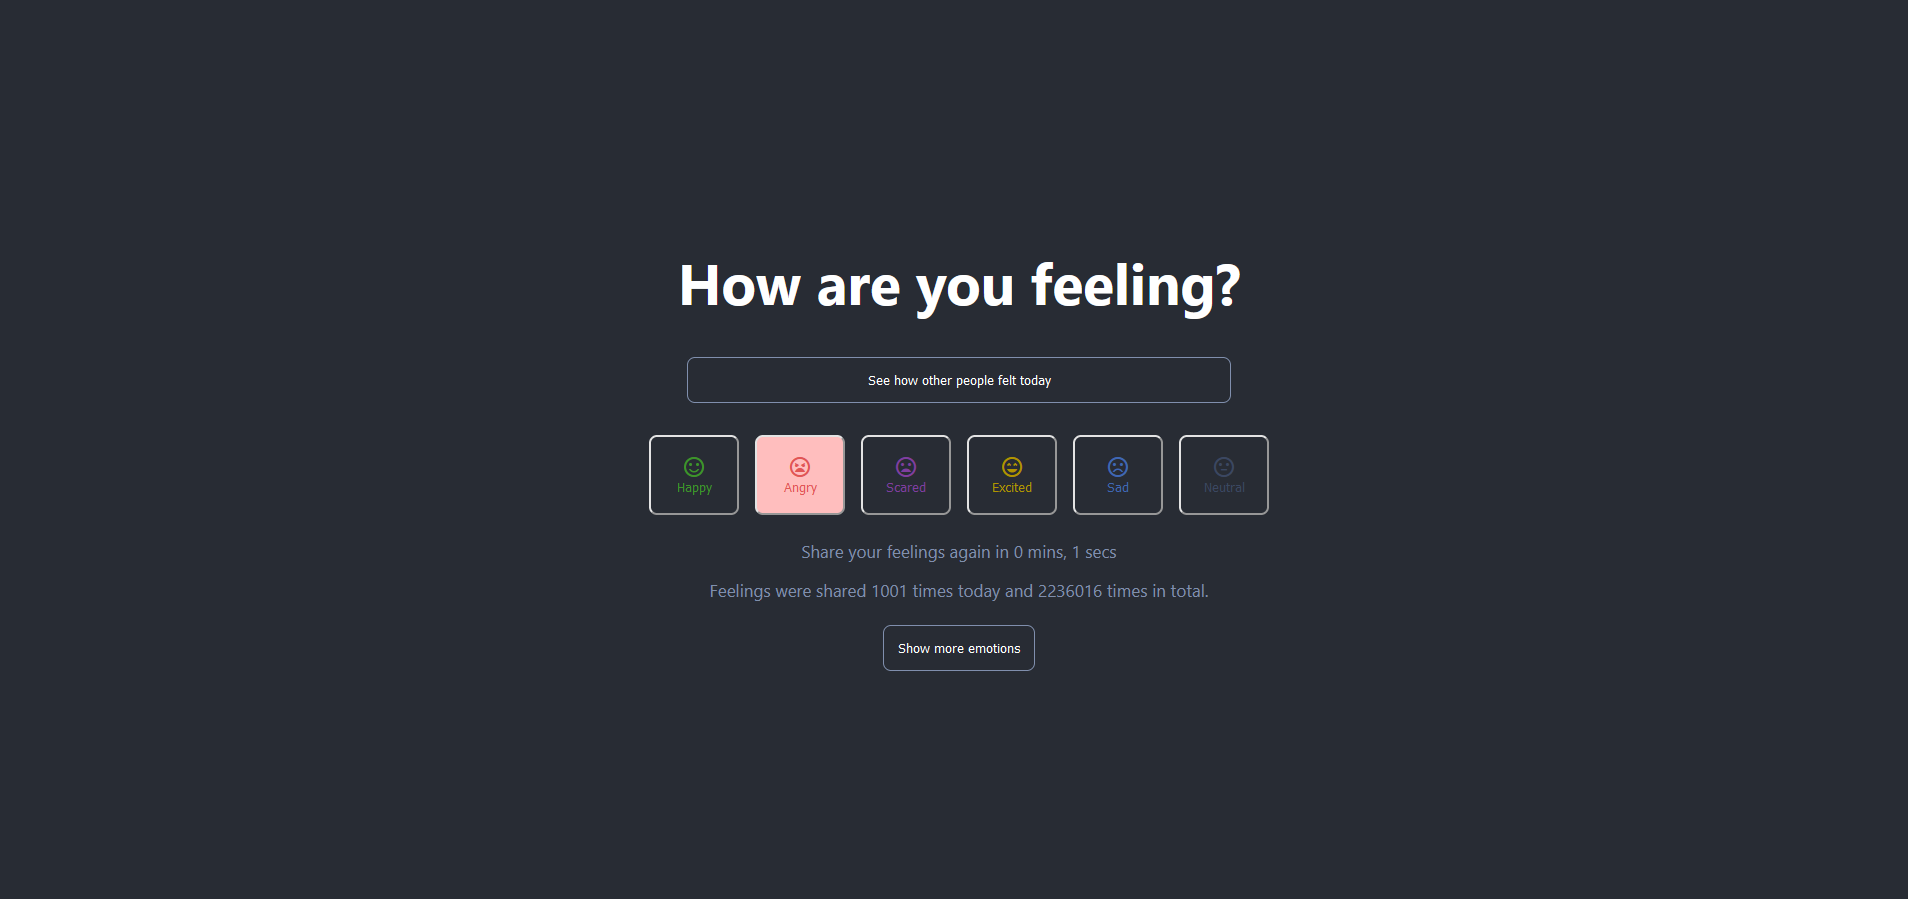 How are you feeling?
See how other people felt today
Happy
Angry
Scared
Excited
Sad
Neutral
Share your feelings again in 0 mins, 1 secs
Feelings were shared 1001 times today and 2236016 times in total.
Show more emotions